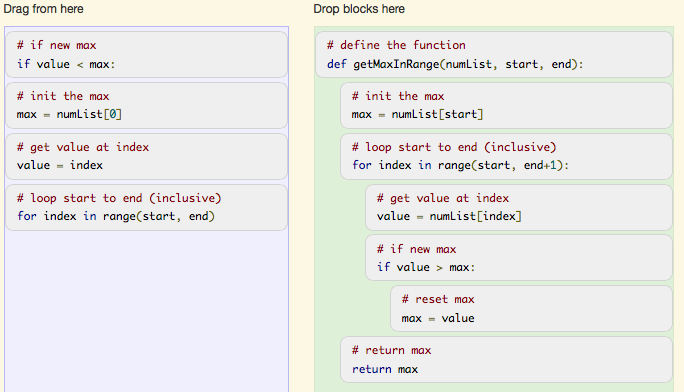 Drag from here
# if new max
if value < max:
# init the max
max = numList[0]
# get value at index
value = index
# loop start to end (inclusive)
for index in range(start, end)
Drop blocks here
# define the function
def getMaxInRange(numList, start, end):
# init the max
max = numList[start]
# loop start to end (inclusive)
for index in range(start, end+1):
# get value at index
value = numList[index]
# if new max
if value > max:
# reset max
max = value
# return max
return max